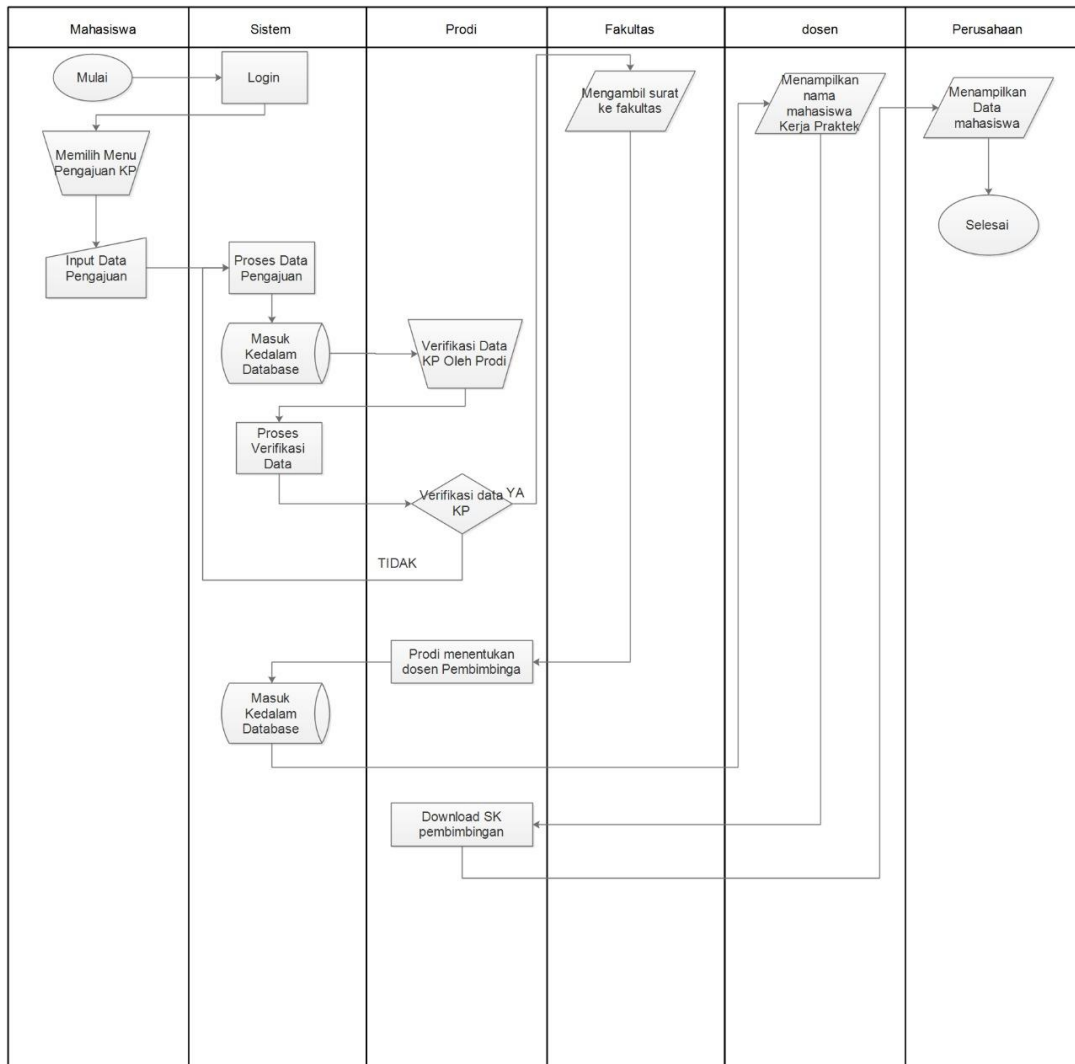 Mahasiswa
Sistem
Prodi
Fakultas
dosen
Perusahaan
Mulai
Login
Mengambil surat
ke fakultas
Menampilkan
nama
mahasiswa
Kerja Praktek
Menampilkan
Data
mahasiswa
Memilih Menu
Pengajuan KP
Selesai
Input Data
Pengajuan
Proses Data
Pengajuan
Masuk
Kedalam
Database
Verifikasi Data
KP Oleh Prodi
Proses
Verifikasi
Data
Verifikasi data
KP
YA
TIDAK
Prodi menentukan
dosen Pembimbinga
Masuk
Kedalam
Database
Download SK
pembimbingan